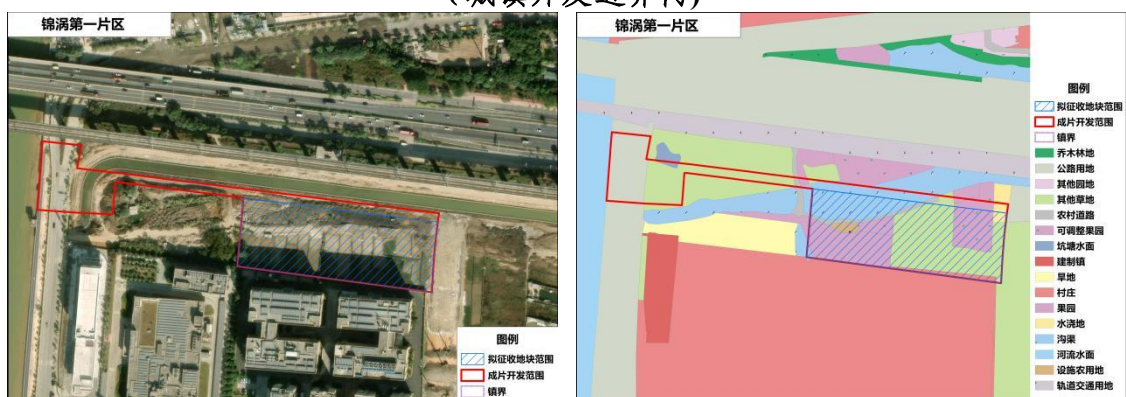 （城镇开发边界内）
锦涡第一片区
图例
拟征收地块范围
成片开发范围
镇界
锦涡第一片区
图例
拟征收地块范围
成片开发范围
镇界
乔木林地
公路用地
其他园地
其他草地
农村道路
可调整果园
坑塘水面
建制镇
旱地
村庄
果园
水浇地
沟渠
河流水面
设施农用地
轨道交通用地